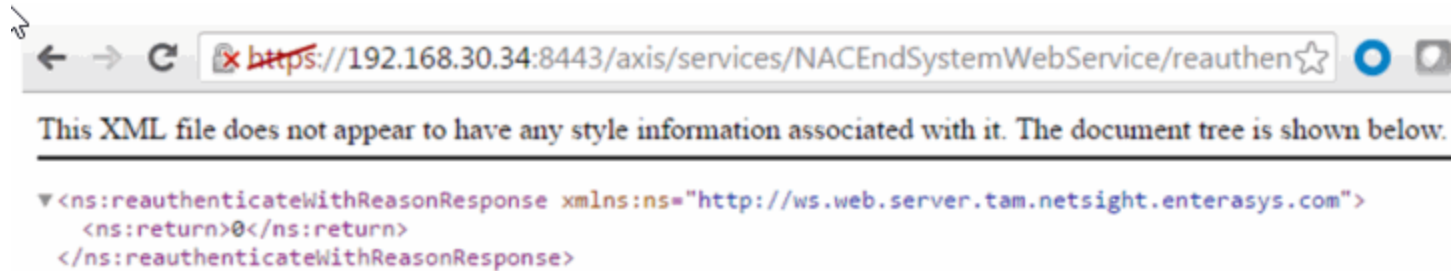 https://192.168.30.34:8443/axis/services/NACEndSystemWebService/reauthen
This XML file does not appear to have any style information associated with it. The document tree is shown below.
▼<ns:reauthenticateWithReasonResponse xmlns:ns="http://ws.web.server.tam.netsight.enterasys.com">
<ns:return>0</ns:return>
</ns:reauthenticateWithReasonResponse>